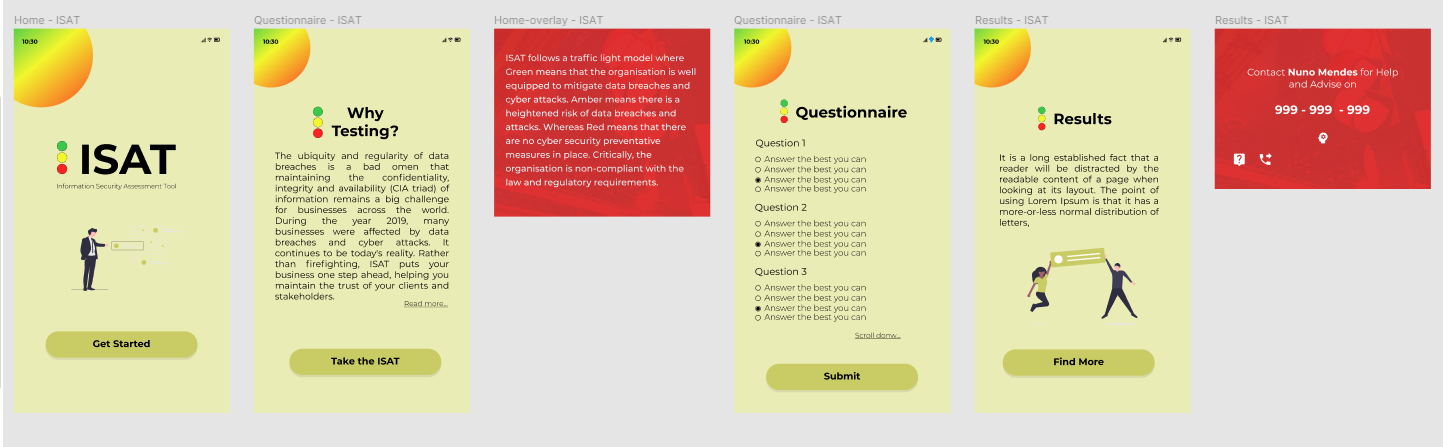 Home - ISAT
10:30
ISAT
Information Security Assessment Tool
Get Started
Questionnaire - ISAT
10:30
Why
Testing?
The ubiquity and regularity of data
breaches is a bad omen that
maintaining the confidentiality,
integrity and availability (CIA triad) of
information remains a big challenge
for businesses across the world.
During the year 2019, many
businesses were affected by data
breaches and cyber attacks. It
continues to be today's reality. Rather
than firefighting, ISAT puts your
business one step ahead, helping you
maintain the trust of your clients and
stakeholders.
Read more...
Take the ISAT
Home-overlay - ISAT
ISAT follows a traffic light model where
Green means that the organisation is well
equipped to mitigate data breaches and
cyber attacks. Amber means there is a
heightened risk of data breaches and
attacks. Whereas Red means that there
are no cyber security preventative
measures in place. Critically, the
organisation is non-compliant with the
law and regulatory requirements.
Questionnaire - ISAT
10:30
Questionnaire
Question 1
Answer the best you can
Answer the best you can
Answer the best you can
Answer the best you can
Question 2
Answer the best you can
Answer the best you can
Answer the best you can
Answer the best you can
Question 3
Answer the best you can
Answer the best you can
Answer the best you can
Answer the best you can
Scroll donw...
Submit
Results - ISAT
10:30
Results
It is a long established fact that a
reader will be distracted by the
readable content of a page when
looking at its layout. The point of
using Lorem Ipsum is that it has a
more-or-less normal distribution of
letters,
Find More
Results - ISAT
Contact Nuno Mendes for Help
and Advise on
999 - 999 - 999